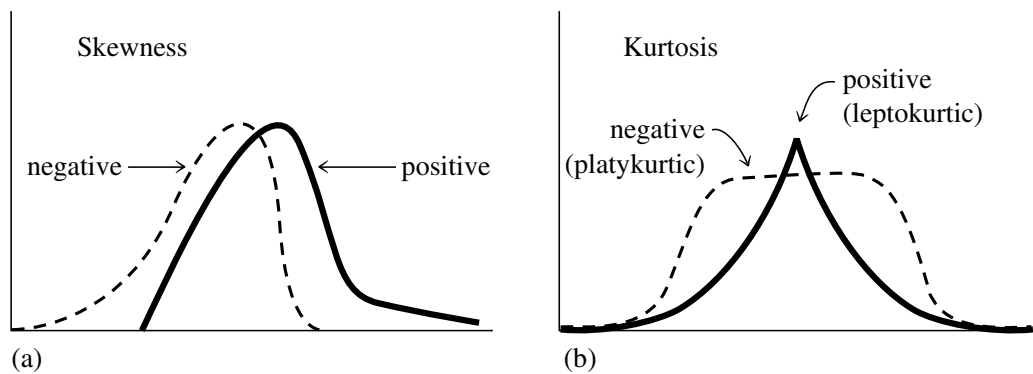 Skewness
negative
positive
(a)
Kurtosis
positive
(leptokurtic)
negative
(platykurtic)
(b)